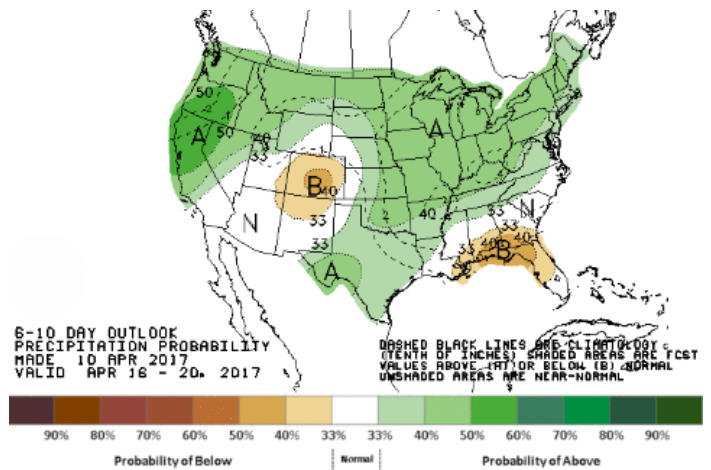 A
50
A
50
40
33
A
B
40
N
33
33
A
40
33
N
33
33
40
40
B
6-10 DAY OUTLOOK
PRECIPITATION PROBABILITY
MADE 10 APR 2017
VALID APR 16 - 20, 2017
DASHED BLACK LINES ARE CLIMATOLOGY
(TENTH OF INCHES) SHADED AREAS ARE FCST
VALUES ABOVE (A) OR BELOW (B) NORMAL
UNSHADED AREAS ARE NEAR-NORMAL
90% 80% 70% 60% 50% 40% 33% 33% 40% 50% 60% 70% 80% 90%
Probability of Below Normal Probability of Above